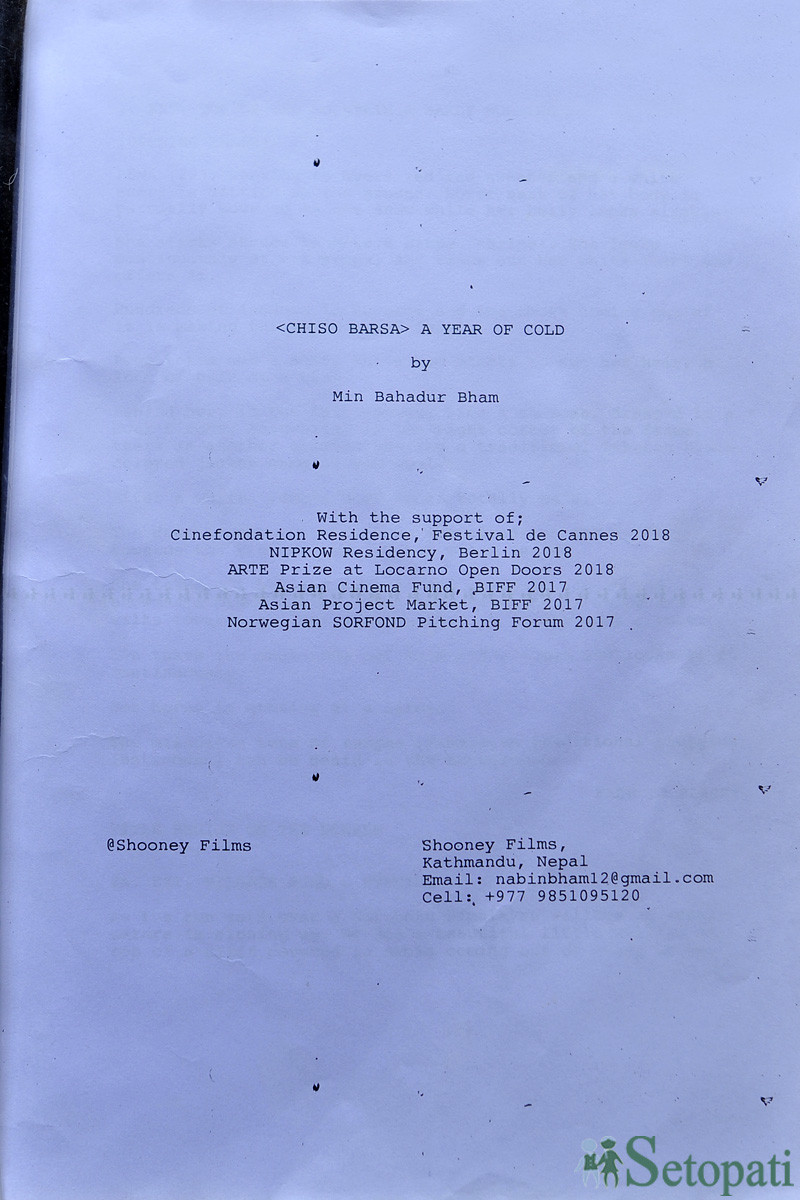 <CHISO BARSA> A YEAR OF COLD
by
Min Bahadur Bham
With the support of;
Cinefondation Residence, Festival de Cannes 2018
NIPKOW Residency, Berlin 2018
ARTE Prize at Locarno Open Doors 2018
Asian Cinema Fund, BIFF 2017
Asian Project Market, BIFF 2017
Norwegian SORFOND Pitching Forum 2017
@Shooney Films
Shooney Films,
Kathmandu, Nepal
Email: nabinbham12@gmail.com
Cell: +977 9851095120
Setopati